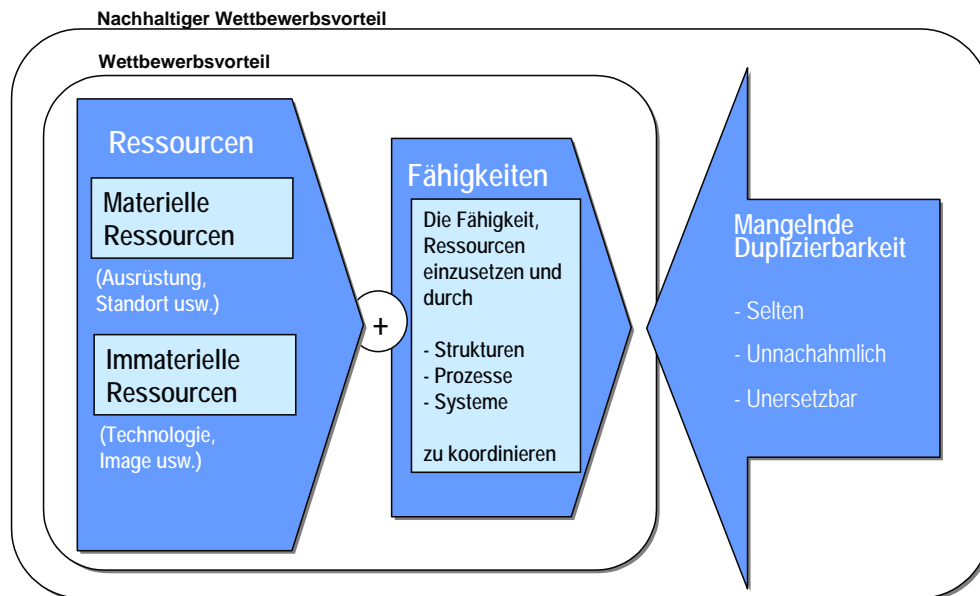 Nachhaltiger Wettbewerbsvorteil
Wettbewerbsvorteil
Ressourcen
Materielle
Ressourcen
(Ausrüstung,
Standort usw.)
Immaterielle
Ressourcen
(Technologie,
Image usw.)
+
Fähigkeiten
Die Fähigkeit,
Ressourcen
einzusetzen und
durch
- Strukturen
- Prozesse
- Systeme
zu koordinieren
Mangelnde
Duplizierbarkeit
- Selten
- Unnachahmlich
- Unersetzbar